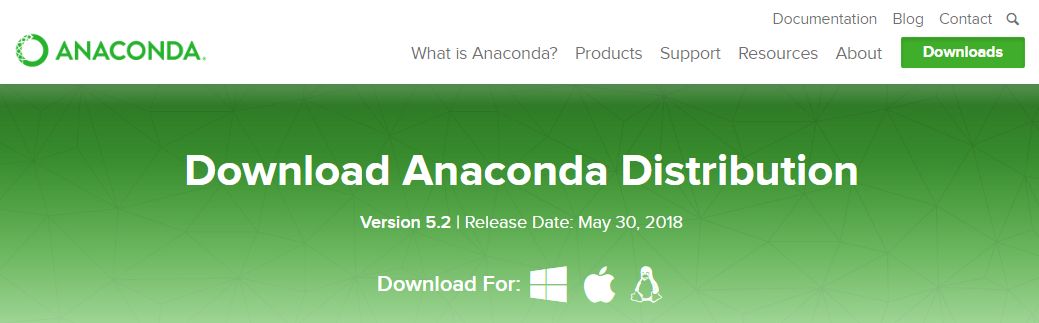 Documentation Blog Contact
ANACONDA.
What is Anaconda? Products Support Resources About Downloads
Download Anaconda Distribution
Version 5.2 | Release Date: May 30, 2018
Download For: